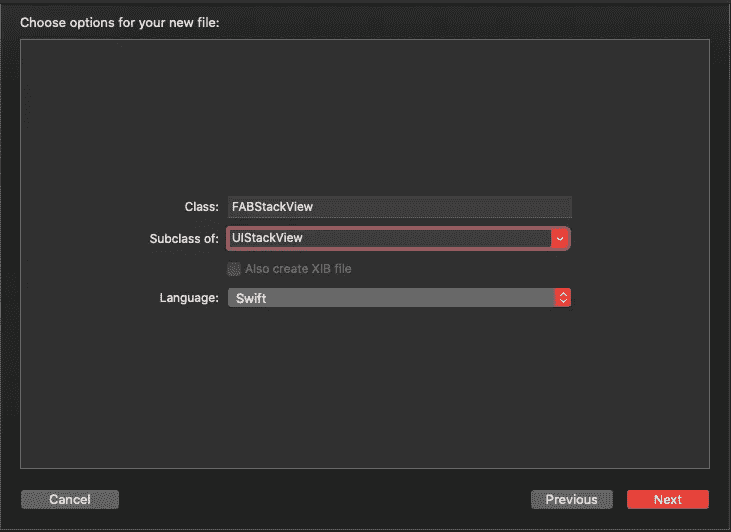 Choose options for your new file:
Class: FABStackView
Subclass of: UIStackView
Also create XIB file
Language: Swift
Cancel Previous Next